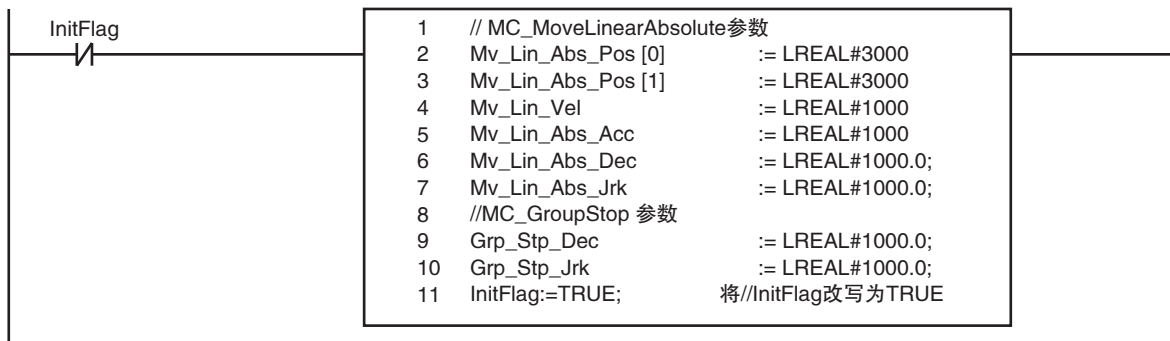 InitFlag
1 // MC_MoveLinearAbsolute参数
2 Mv_Lin_Abs_Pos [0] := LREAL#3000
3 Mv_Lin_Abs_Pos [1] := LREAL#3000
4 Mv_Lin_Vel := LREAL#1000
5 Mv_Lin_Abs_Acc := LREAL#1000
6 Mv_Lin_Abs_Dec := LREAL#1000.0;
7 Mv_Lin_Abs_Jrk := LREAL#1000.0;
8 //MC_GroupStop 参数
9 Grp_Stp_Dec := LREAL#1000.0;
10 Grp_Stp_Jrk := LREAL#1000.0;
11 InitFlag:=TRUE; 将//InitFlag改写为TRUE